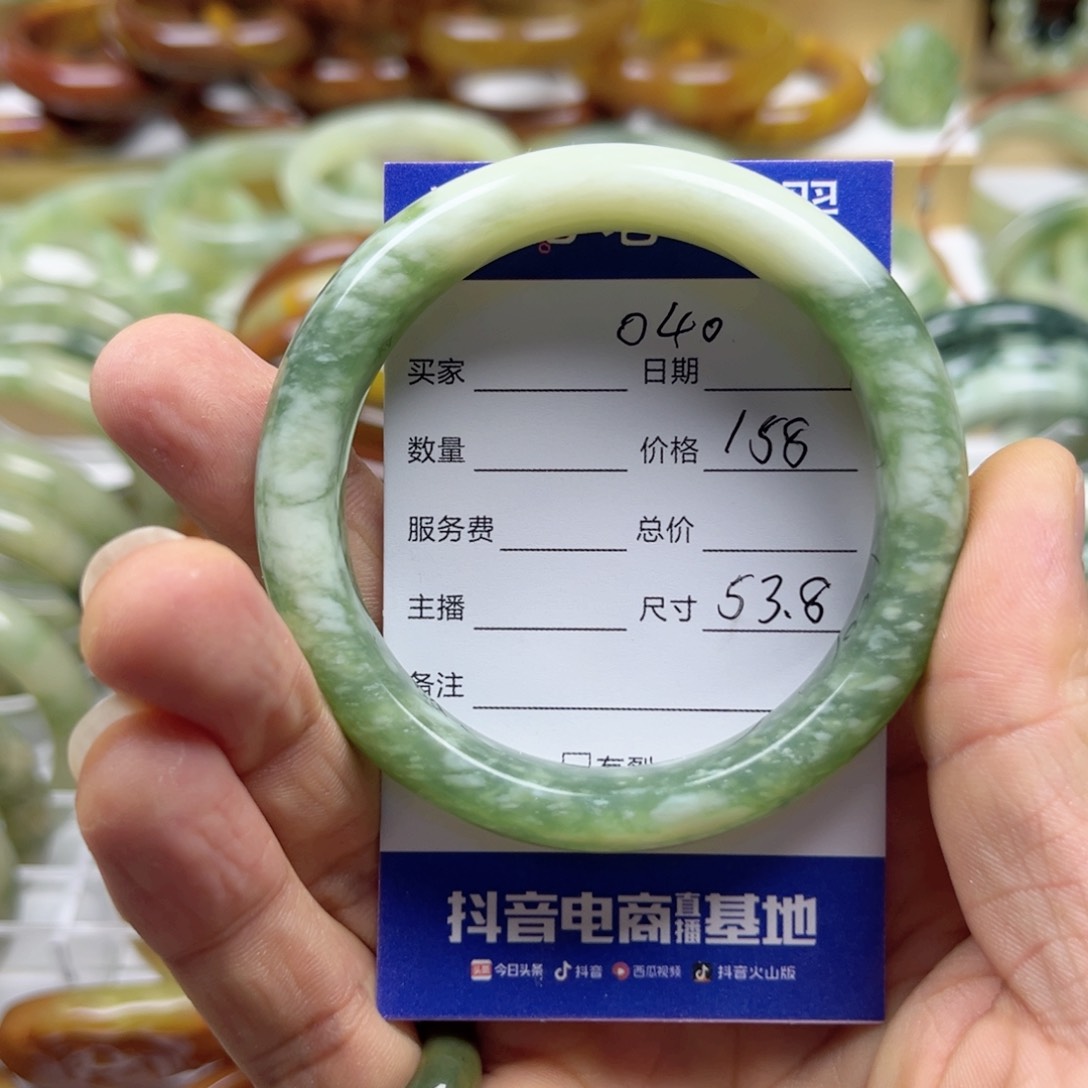 040
买家 日期
数量 价格 158
服务费 总价
主播 尺寸 53.8
备注
抖音电商直播基地
头条 今日头条 抖音 西瓜视频 抖音火山版